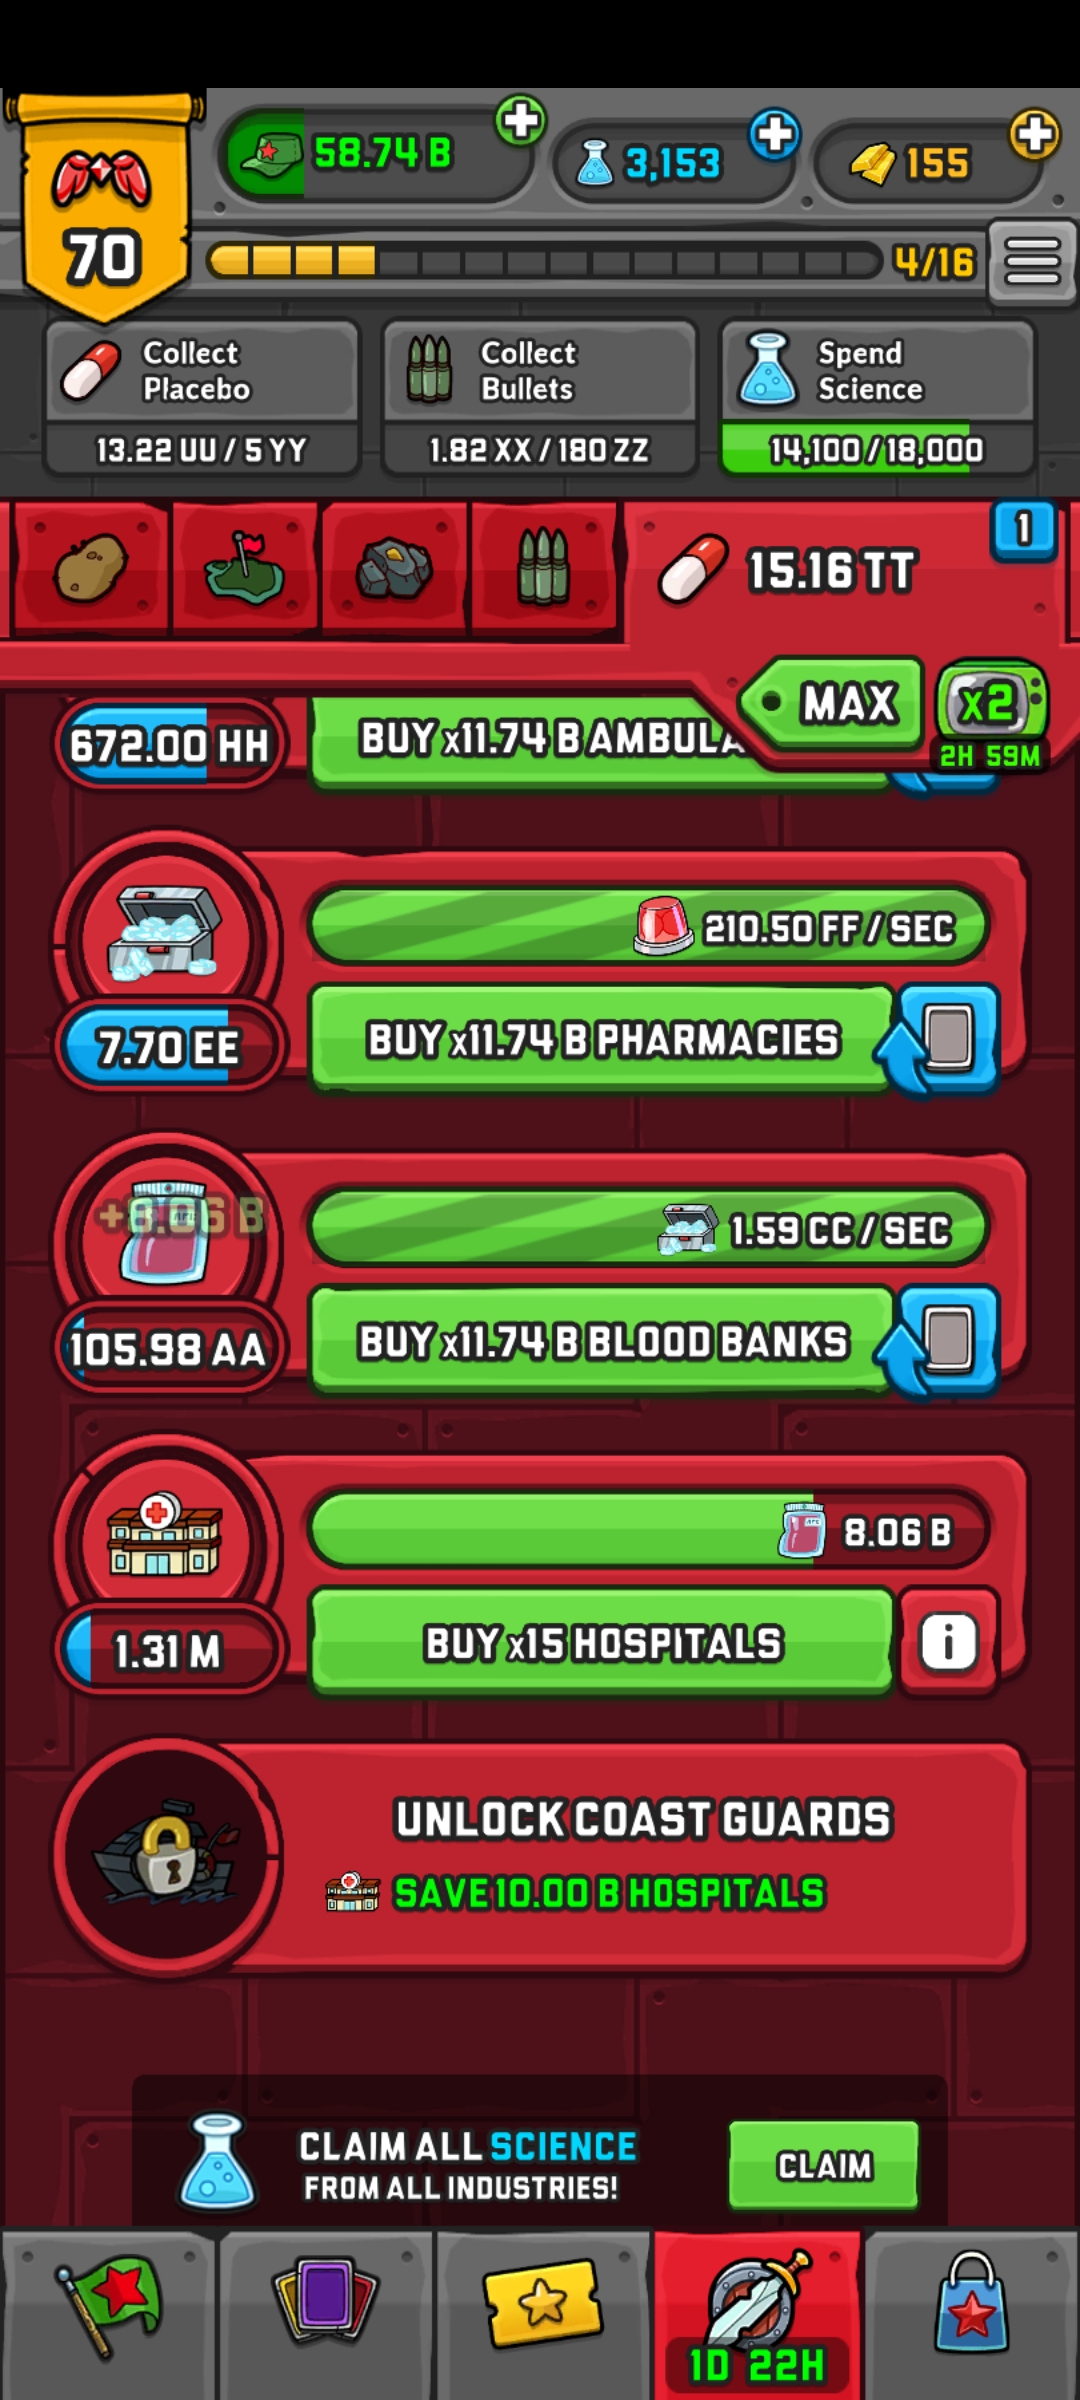 58.74 B
3,153
155
70
4/16
Collect
Placebo
13.22 UU / 5 YY
Collect
Bullets
1.82 XX / 180 ZZ
Spend
Science
14,100 / 18,000
15.16 TT
1
MAX
x2
2H 59M
672.00 HH
BUY x11.74 B
210.50 FF / SEC
7.70 EE
BUY x11.74 B PHARMACIES
+8.06 B
1.59 CC / SEC
105.98 AA
BUY x11.74 B BLOOD BANKS
8.06 B
1.31 M
BUY x15 HOSPITALS
i
UNLOCK COAST GUARDS
SAVE 10.00 B HOSPITALS
CLAIM ALL SCIENCE
FROM ALL INDUSTRIES!
CLAIM
1D 22H